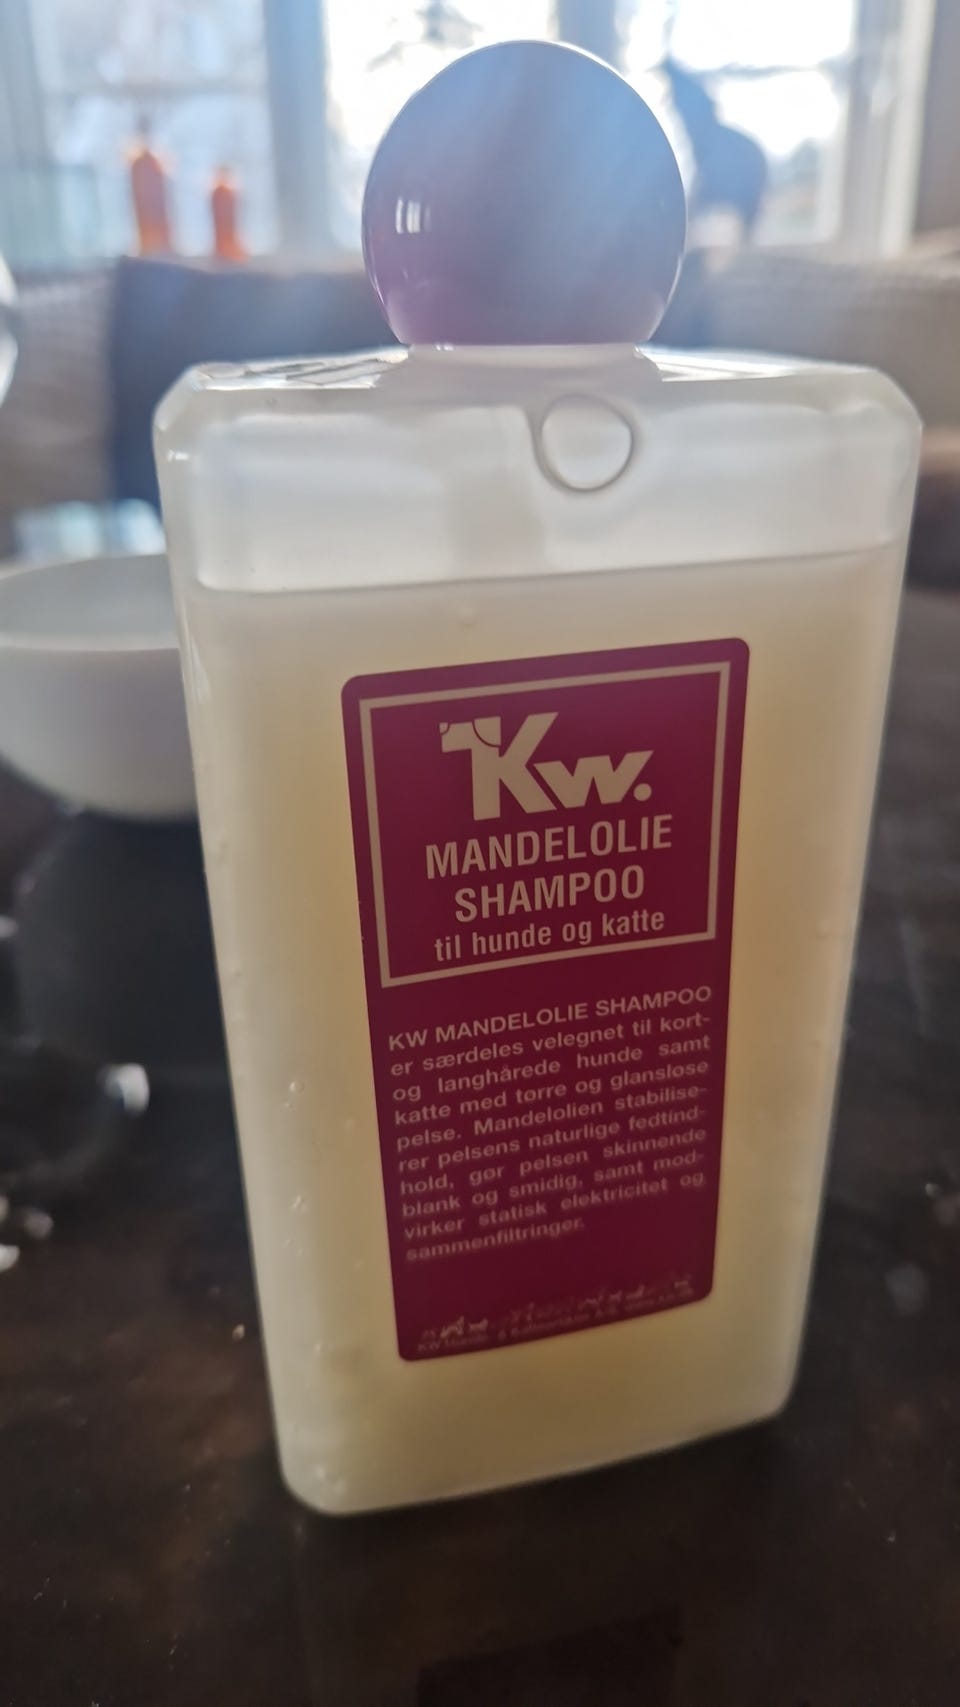 Kw.
MANDELOLIE
SHAMPOO
til hunde og katte
KW MANDELOLIE SHAMPOO
er særdeles velegnet til kort-
og langhårede hunde samt
katte med tørre og glansløse
pelse. Mandelolien stabilise-
rer pelsens naturlige fedtind-
hold, gør pelsen skinnende
blank og smidig, samt mod-
virker statisk elektricitet og
sammenfiltringer.